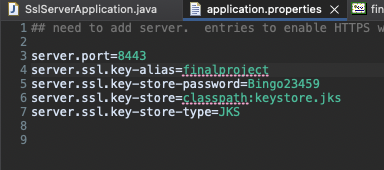 SslServerApplication.java
application.properties
fin
1 ## need to add server. entries to enable HTTPS w
2
3 server.port=8443
4 server.ssl.key-alias=finalproject
5 server.ssl.key-store-password=Bingo23459
6 server.ssl.key-store=classpath:keystore.jks
7 server.ssl.key-store-type=JKS
8
9